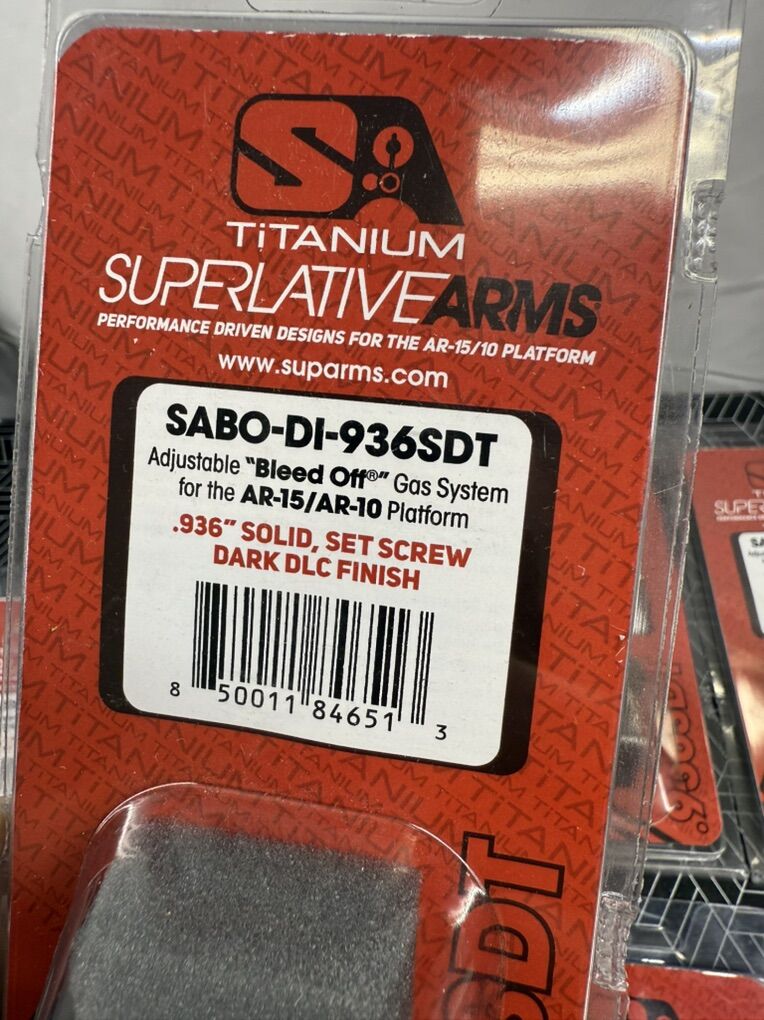 SA
TiTANIUM
SUPERLATIVEARMS
PERFORMANCE DRIVEN DESIGNS FOR THE AR-15/10 PLATFORM
www.suparms.com
SABO-DI-936SDT
Adjustable "Bleed Off®" Gas System
for the AR-15/AR-10 Platform
.936" SOLID, SET SCREW
DARK DLC FINISH
8 50011 84651 3